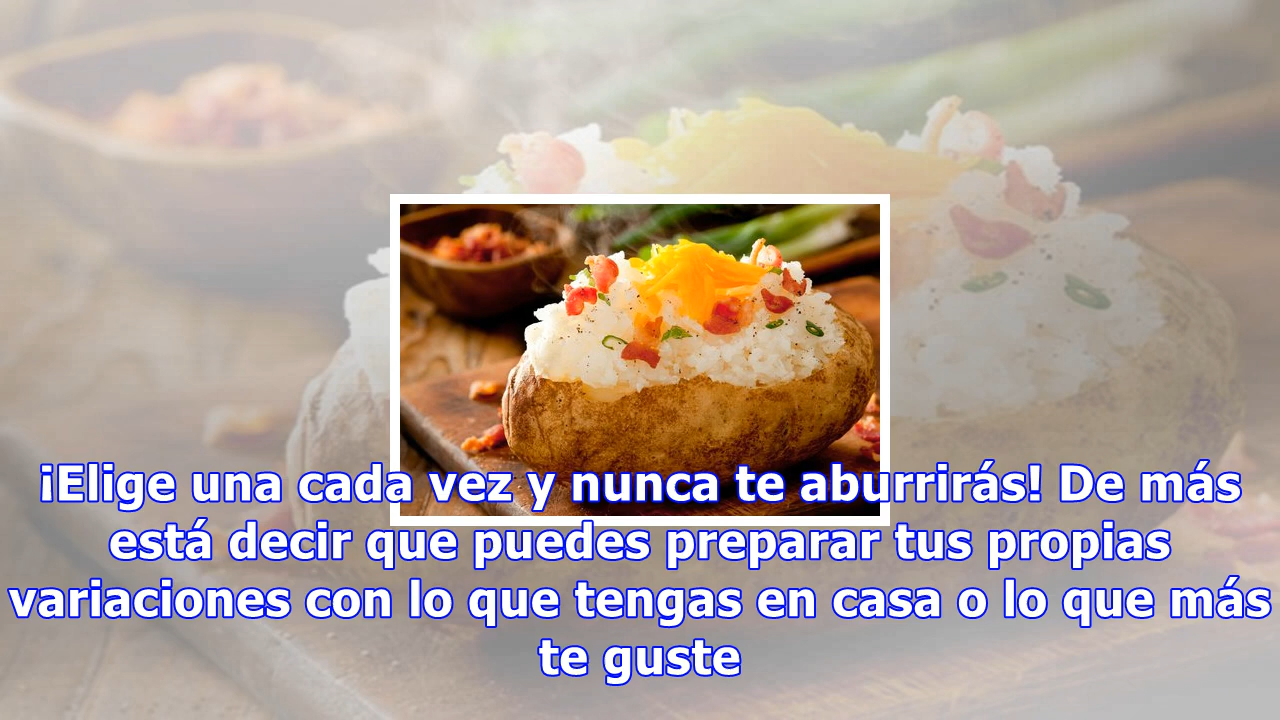 ¡Elige una cada vez y nunca te aburrirás! De más
está decir que puedes preparar tus propias
variaciones con lo que tengas en casa o lo que más
te guste